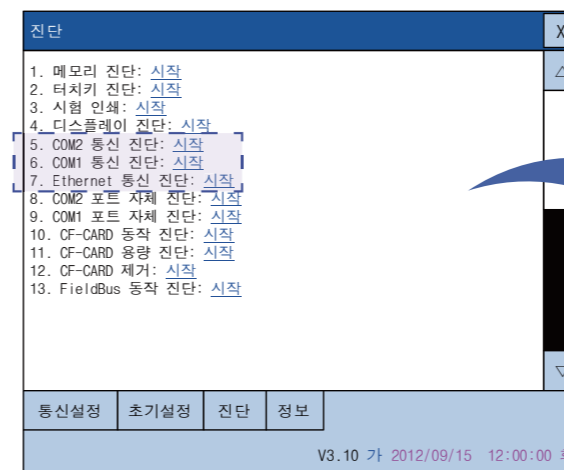 진단
X
1. 메모리 진단: 시작
2. 터치키 진단: 시작
3. 시험 인쇄: 시작
4. 디스플레이 진단: 시작
5. COM2 통신 진단: 시작
6. COM1 통신 진단: 시작
7. Ethernet 통신 진단: 시작
8. COM2 포트 자체 진단: 시작
9. COM1 포트 자체 진단: 시작
10. CF-CARD 동작 진단: 시작
11. CF-CARD 용량 진단: 시작
12. CF-CARD 제거: 시작
13. FieldBus 동작 진단: 시작
통신설정 초기설정 진단 정보
V3.10 가 2012/09/15 12:00:00